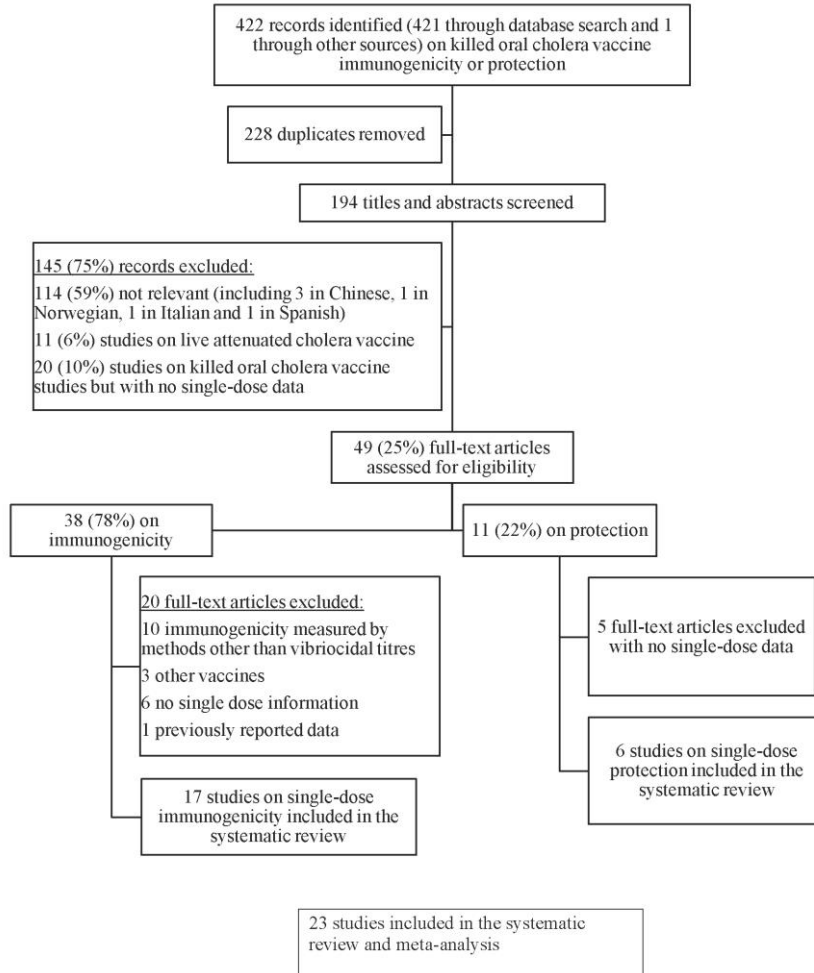 422 records identified (421 through database search and 1
through other sources) on killed oral cholera vaccine
immunogenicity or protection
228 duplicates removed
194 titles and abstracts screened
145 (75%) records excluded:
114 (59%) not relevant (including 3 in Chinese, 1 in
Norwegian, 1 in Italian and 1 in Spanish)
11 (6%) studies on live attenuated cholera vaccine
20 (10%) studies on killed oral cholera vaccine
studies but with no single-dose data
49 (25%) full-text articles
assessed for eligibility
38 (78%) on
immunogenicity
11 (22%) on protection
20 full-text articles excluded:
10 immunogenicity measured by
methods other than vibriocidal titres
3 other vaccines
6 no single dose information
1 previously reported data
5 full-text articles excluded
with no single-dose data
17 studies on single-dose
immunogenicity included in the
systematic review
6 studies on single-dose
protection included in the
systematic review
23 studies included in the systematic
review and meta-analysis